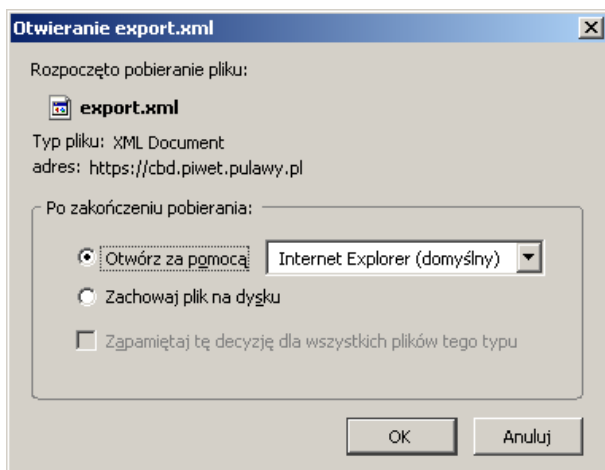 Otwieranie export.xml
Rozpoczęto pobieranie pliku:
export.xml
Typ pliku: XML Document
adres: https://cbd.piwet.pulawy.pl
Po zakończeniu pobierania:
Otwórz za pomocą Internet Explorer (domyślny)
Zachowaj plik na dysku
Zapamiętaj tę decyzję dla wszystkich plików tego typu
OK Anuluj